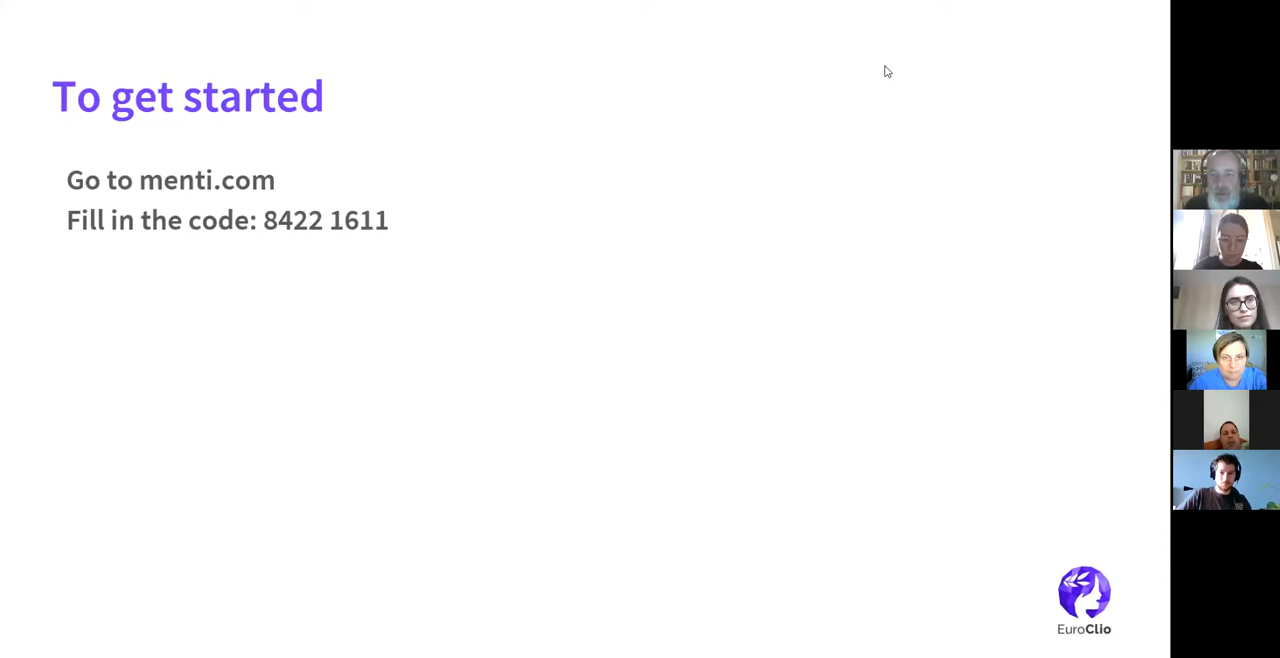 To get started
Go to menti.com
Fill in the code: 8422 1611
EuroClio